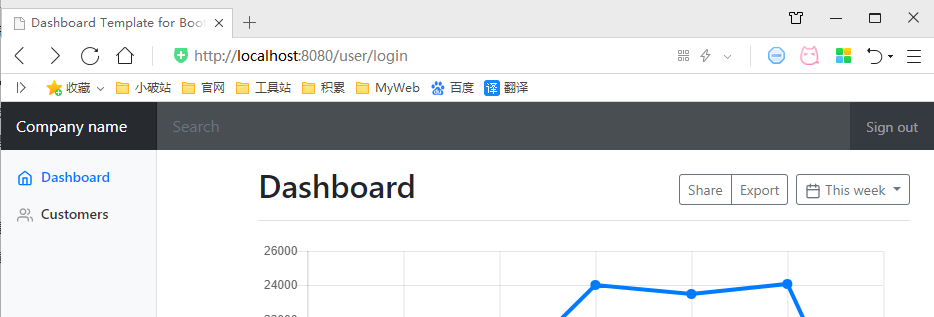 Dashboard Template for Boot
http://localhost:8080/user/login
收藏 小破站 官网 工具站 积累 MyWeb 百度 译 翻译
Company name Search Sign out
Dashboard
Customers
Dashboard Share Export This week
26000
24000
22000